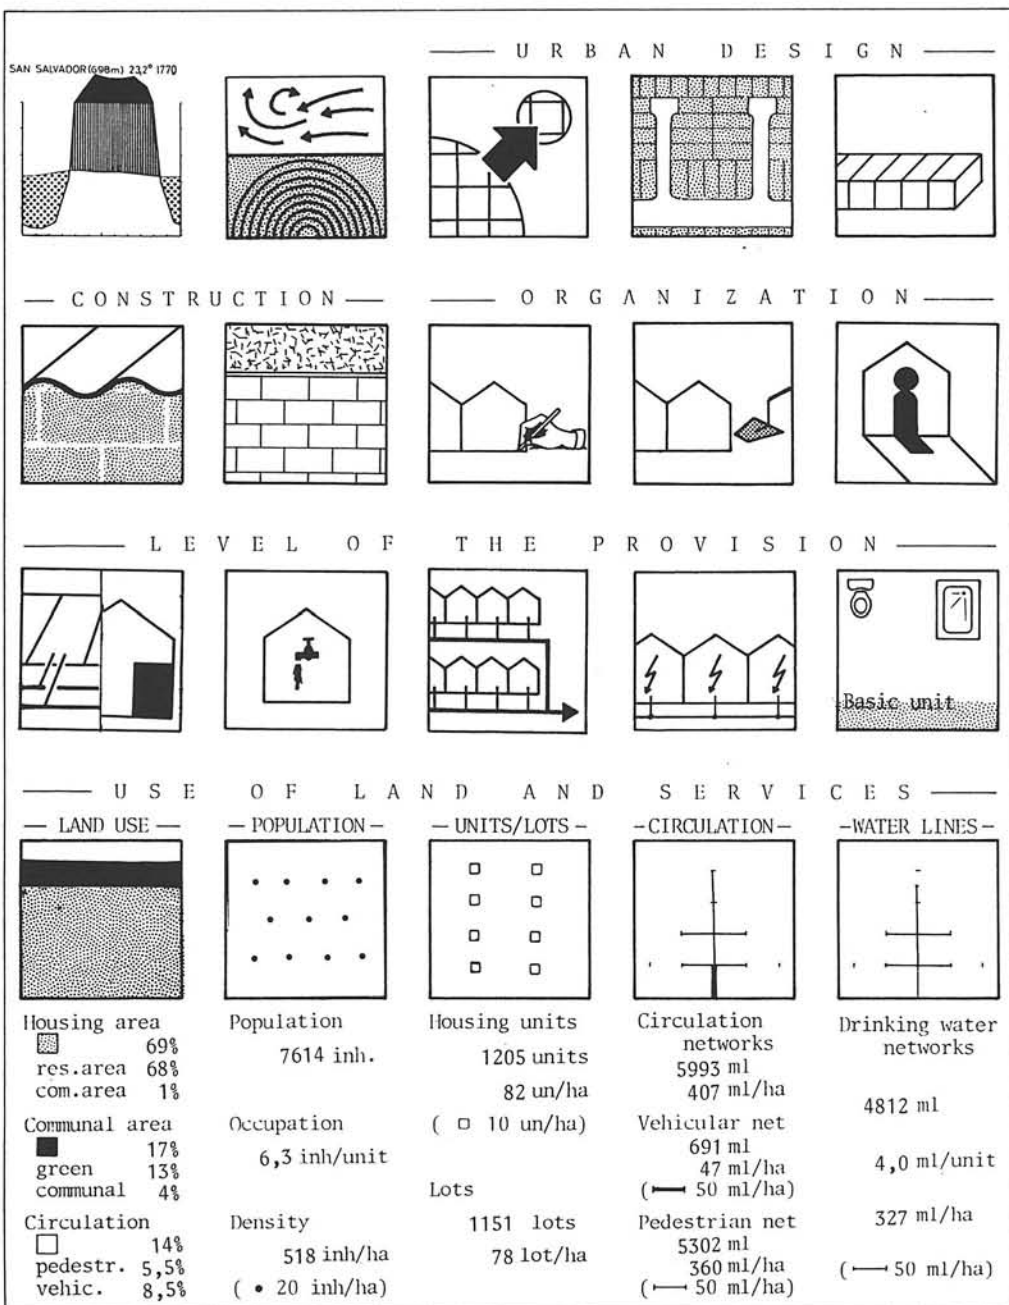 URBAN DESIGN
SAN SALVADOR (698m) 23,2° 1770
CONSTRUCTION
ORGANIZATION
LEVEL OF THE PROVISION
Basic unit
USE OF LAND AND SERVICES
LAND USE
Housing area
69%
res.area 68%
com.area 1%
Communal area
17%
green 13%
communal 4%
Circulation
14%
pedestr. 5,5%
vehic. 8,5%
POPULATION
Population
7614 inh.
Occupation
6,3 inh/unit
Density
518 inh/ha
( • 20 inh/ha)
UNITS/LOTS
Housing units
1205 units
82 un/ha
( □ 10 un/ha)
Lots
1151 lots
78 lot/ha
CIRCULATION
Circulation
networks
5993 ml
407 ml/ha
Vehicular net
691 ml
47 ml/ha
( 50 ml/ha)
Pedestrian net
5302 ml
360 ml/ha
( 50 ml/ha)
WATER LINES
Drinking water
networks
4812 ml
4,0 ml/unit
327 ml/ha
( 50 ml/ha)